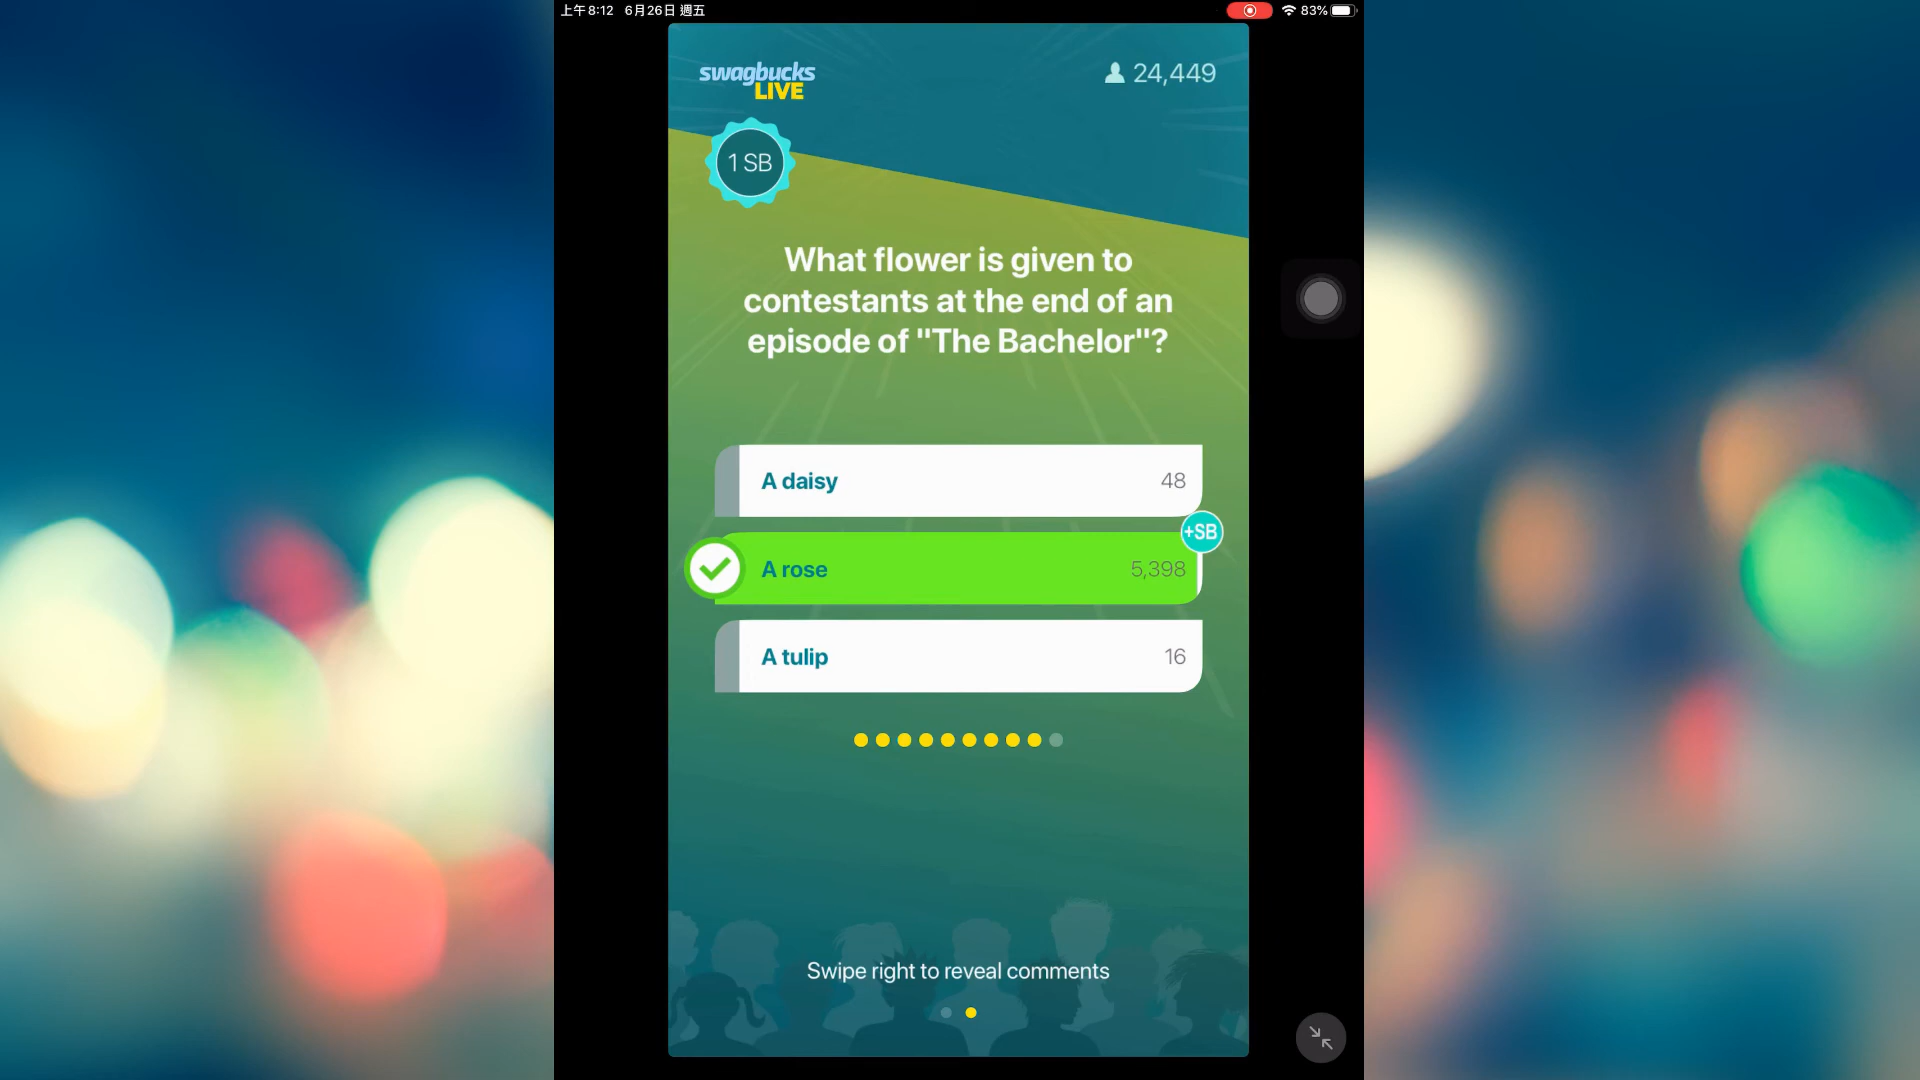 上午8:12 6月26日 週五
83%
swagbucks
LIVE
24,449
1 SB
What flower is given to
contestants at the end of an
episode of "The Bachelor"?
A daisy 48
+SB
A rose 5,398
A tulip 16
Swipe right to reveal comments